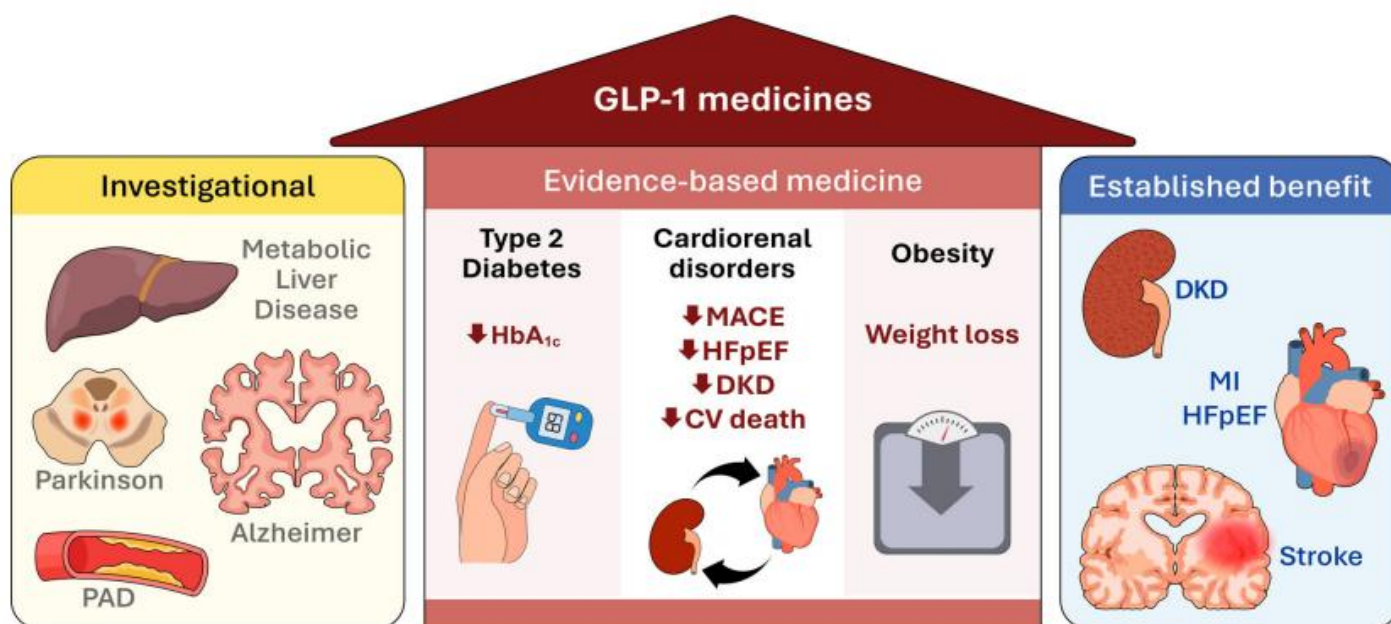 GLP-1 medicines
Investigational
Metabolic
Liver
Disease
Parkinson
Alzheimer
PAD
Evidence-based medicine
Type 2
Diabetes
HbA1c
Cardiorenal
disorders
MACE
HFpEF
DKD
CV death
Obesity
Weight loss
Established benefit
DKD
MI
HFpEF
Stroke